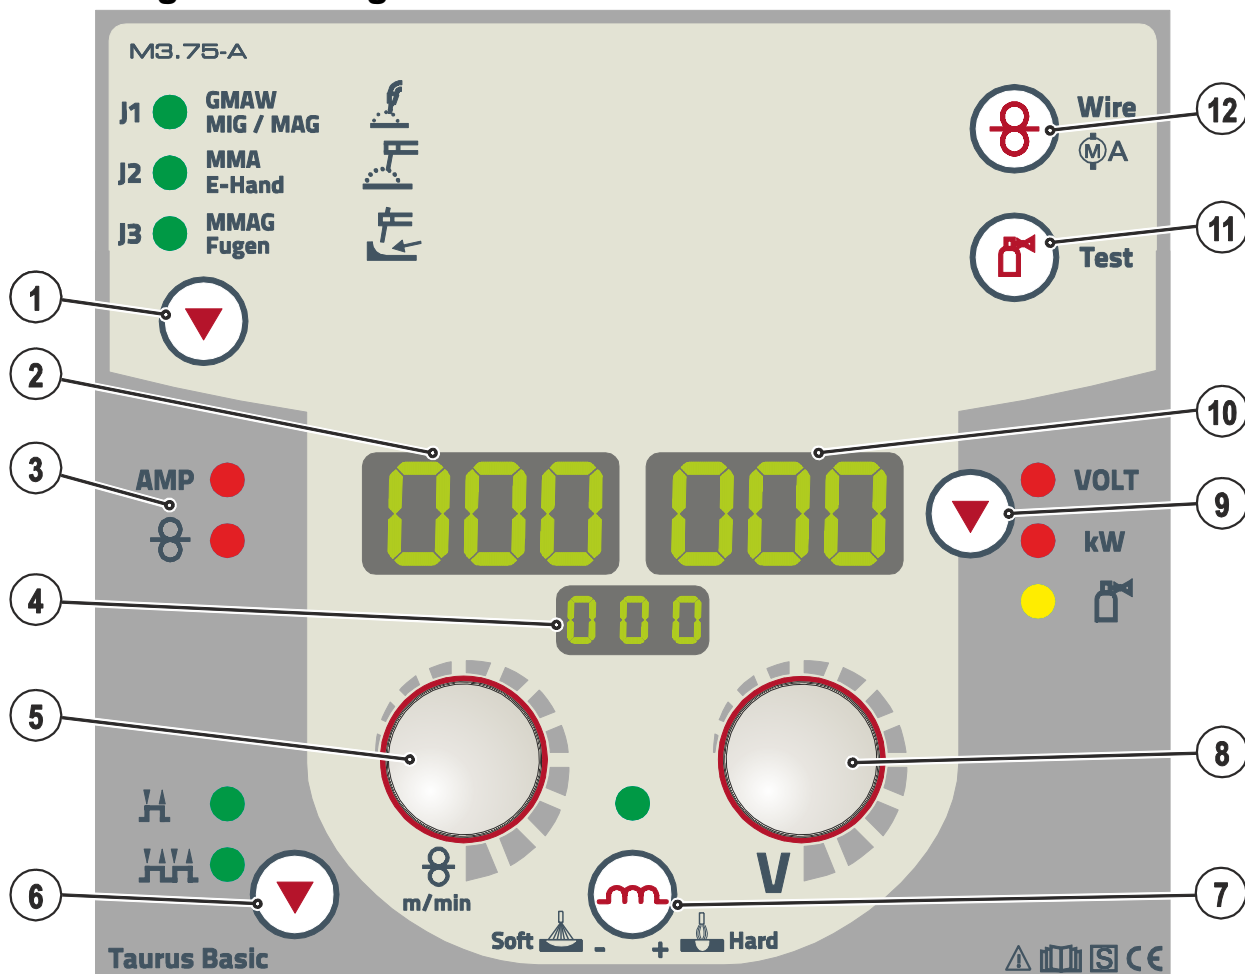 M3.75-A
J1 GMAW
MIG / MAG
J2 MMA
E-Hand
J3 MMAG
Fugen
Wire
M A
Test
12
11
1
2
10
3
AMP
VOLT
9
kW
000 000
4
000
5
8
m/min
V
6
7
Soft - + Hard
Taurus Basic
S CE